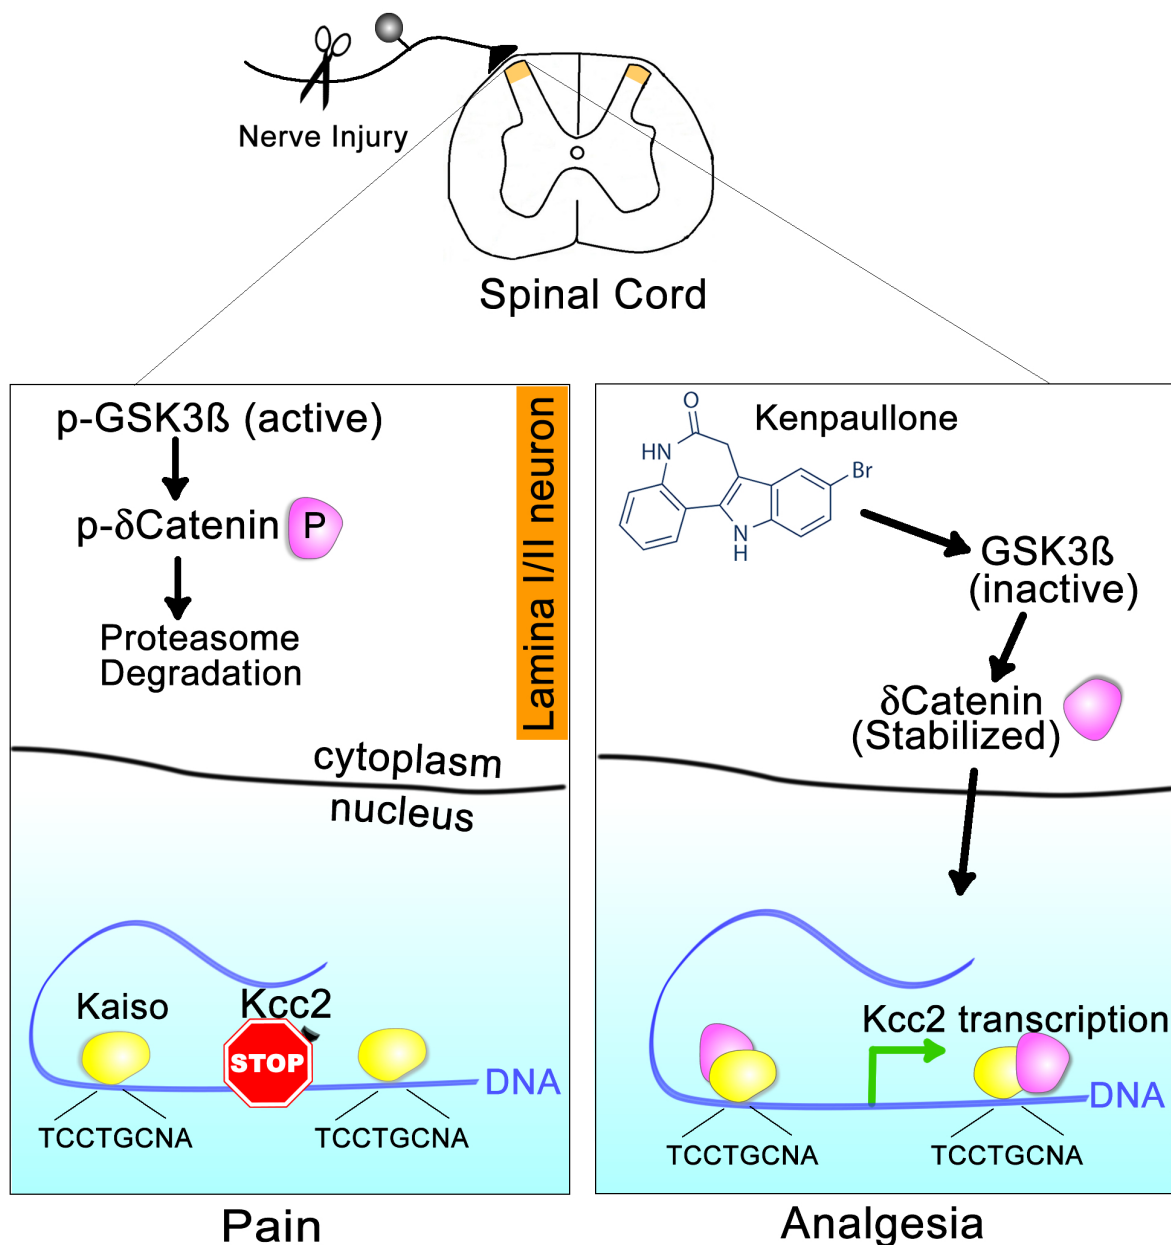 Nerve Injury
Spinal Cord
p-GSK3ß (active)
p-δCatenin P
Proteasome
Degradation
Lamina I/II neuron
cytoplasm
nucleus
Kaiso
Kcc2
STOP
DNA
TCCTGCNA
TCCTGCNA
Pain
O
HN
Br
N
H
Kenpaullone
GSK3ß
(inactive)
δCatenin
(Stabilized)
Kcc2 transcription
DNA
TCCTGCNA
TCCTGCNA
Analgesia